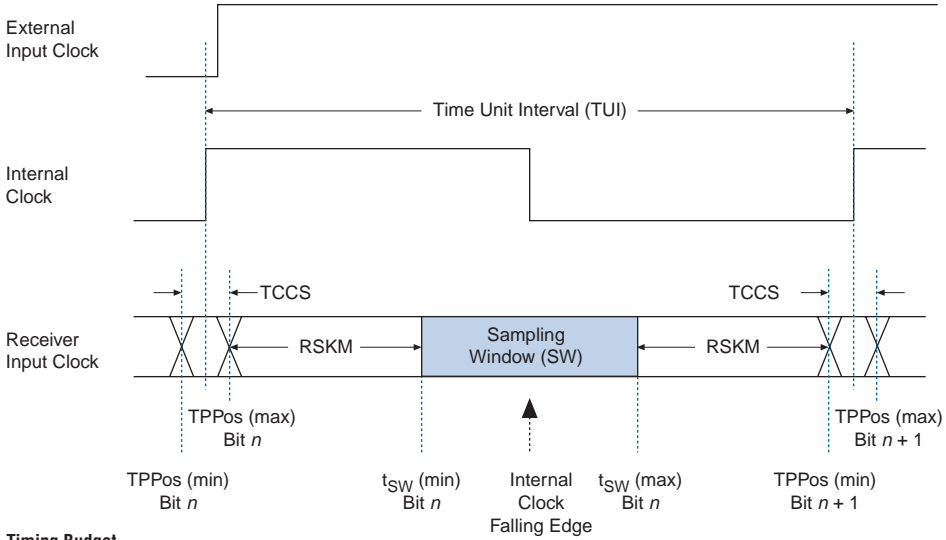 External
Input Clock
Time Unit Interval (TUI)
Internal
Clock
TCCS
TCCS
Receiver
Input Clock
RSKM
Sampling
Window (SW)
RSKM
TPPos (max)
Bit n
TPPos (max)
Bit n + 1
TPPos (min)
Bit n
tSW (min)
Bit n
Internal
Clock
Falling Edge
tSW (max)
Bit n
TPPos (min)
Bit n + 1
Timing Budget